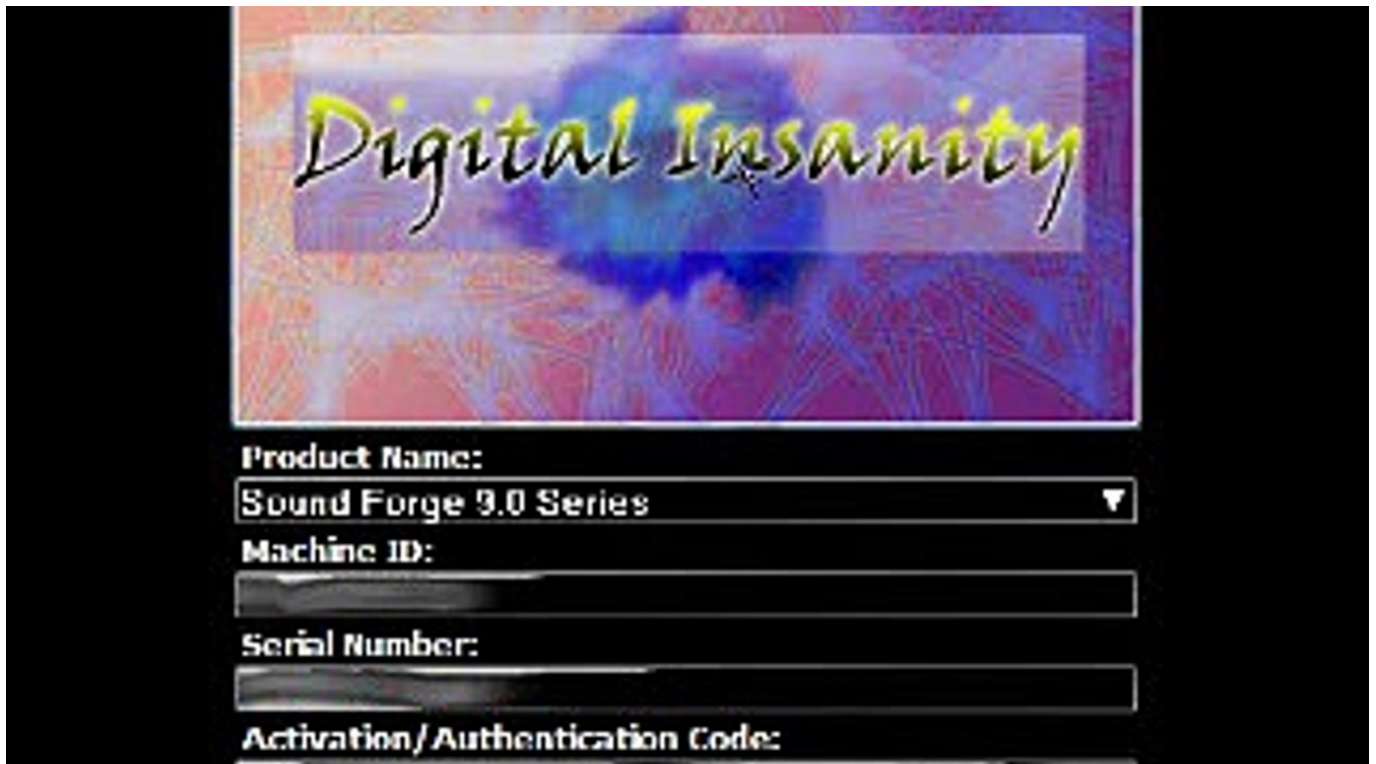 Digital Insanity
Product Name:
Sound Forge 9.0 Series
Machine ID:
Serial Number:
Activation/Authentication Code: